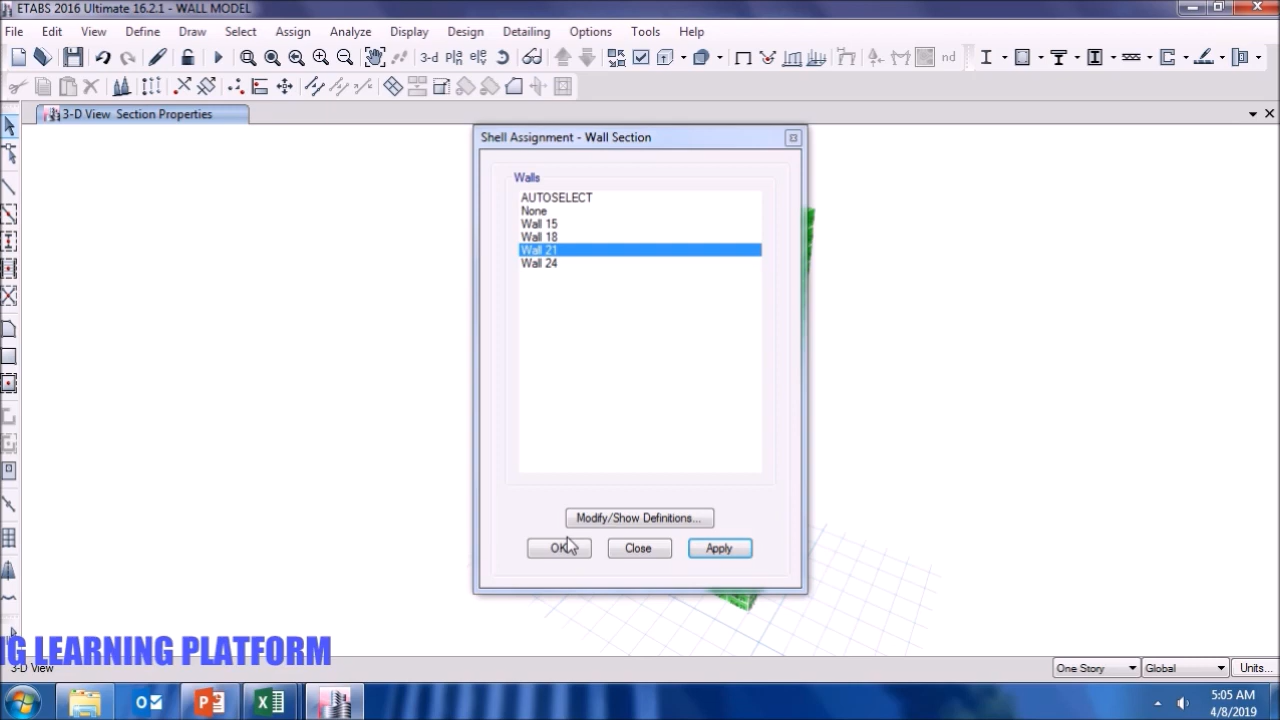 ETABS 2016 Ultimate 16.2.1 - WALL MODEL
File Edit View Define Draw Select Assign Analyze Display Design Detailing Options Tools Help
3-d
nd
3-D View Section Properties
Shell Assignment - Wall Section
Walls
AUTOSELECT
None
Wall 15
Wall 18
Wall 21
Wall 24
Modify/Show Definitions...
OK Close Apply
G LEARNING PLATFORM
3-D View One Story Global Units...
5:05 AM
4/8/2019